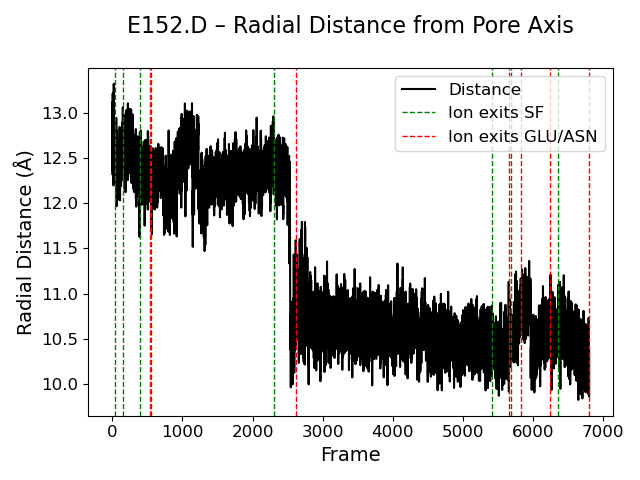 E152.D – Radial Distance from Pore Axis
Radial Distance (Å)
13.0
12.5
12.0
11.5
11.0
10.5
10.0
Distance
Ion exits SF
Ion exits GLU/ASN
0 1000 2000 3000 4000 5000 6000 7000
Frame